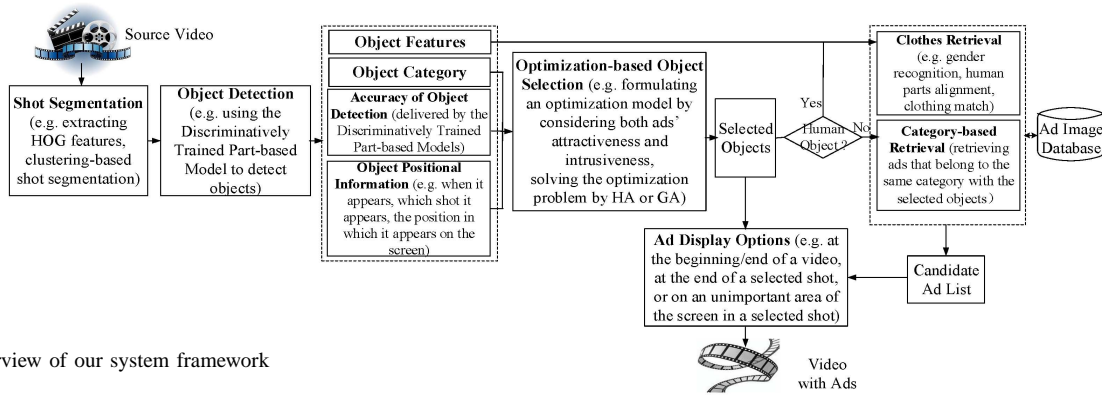 Source Video
Shot Segmentation
(e.g. extracting
HOG features,
clustering-based
shot segmentation)
Object Detection
(e.g. using the
Discriminatively
Trained Part-based
Model to detect
objects)
Object Features
Object Category
Accuracy of Object
Detection (delivered by the
Discriminatively Trained
Part-based Models)
Object Positional
Information (e.g. when it
appears, which shot it
appears, the position in
which it appears on the
screen)
Optimization-based Object
Selection (e.g. formulating
an optimization model by
considering both ads'
attractiveness and
intrusiveness,
solving the optimization
problem by HA or GA)
Selected
Objects
Yes
Human
Object ?
No
Clothes Retrieval
(e.g. gender
recognition, human
parts alignment,
clothing match)
Category-based
Retrieval (retrieving
ads that belong to the
same category with the
selected objects)
Ad Image
Database
Ad Display Options (e.g. at
the beginning/end of a video,
at the end of a selected shot,
or on an unimportant area of
the screen in a selected shot)
Candidate
Ad List
Video
with Ads
rview of our system framework